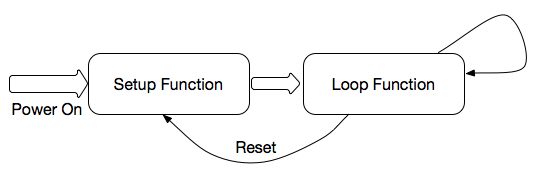 Setup Function
Loop Function
Power On
Reset